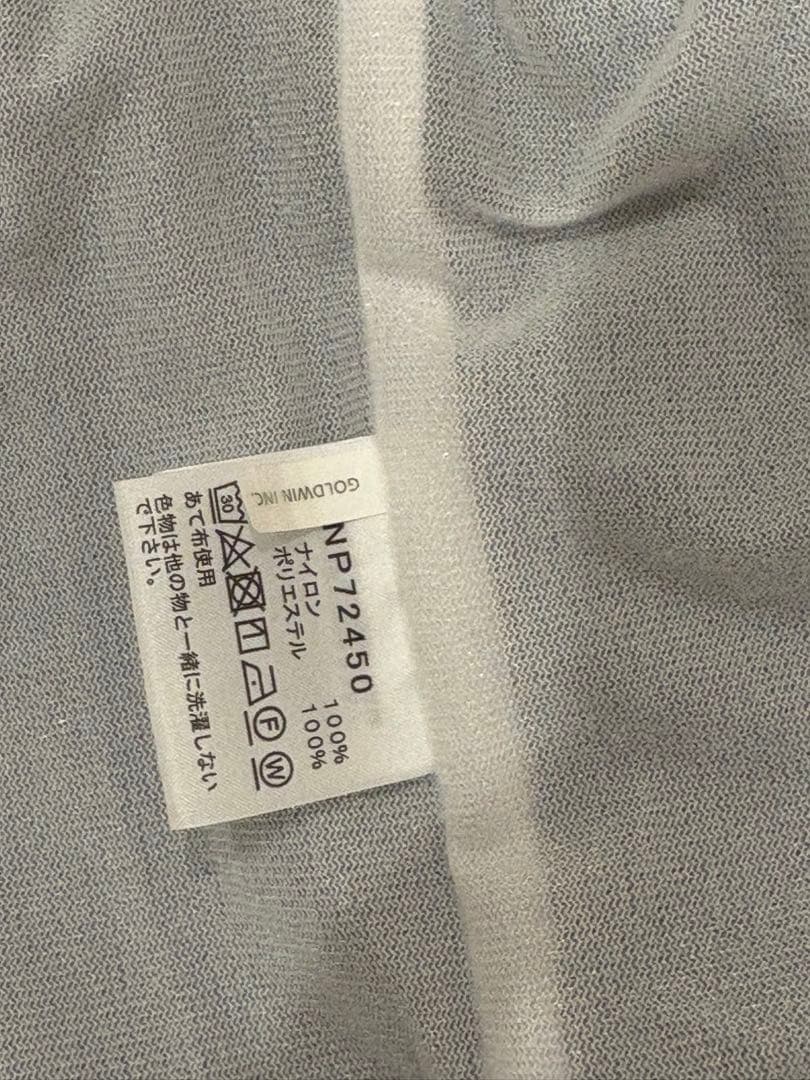 GOLDWIN INC.
NP72450
ナイロン 100%
ポリエステル 100%
30
F
W
あて布使用
色物は他の物と一緒に洗濯しない
で下さい。